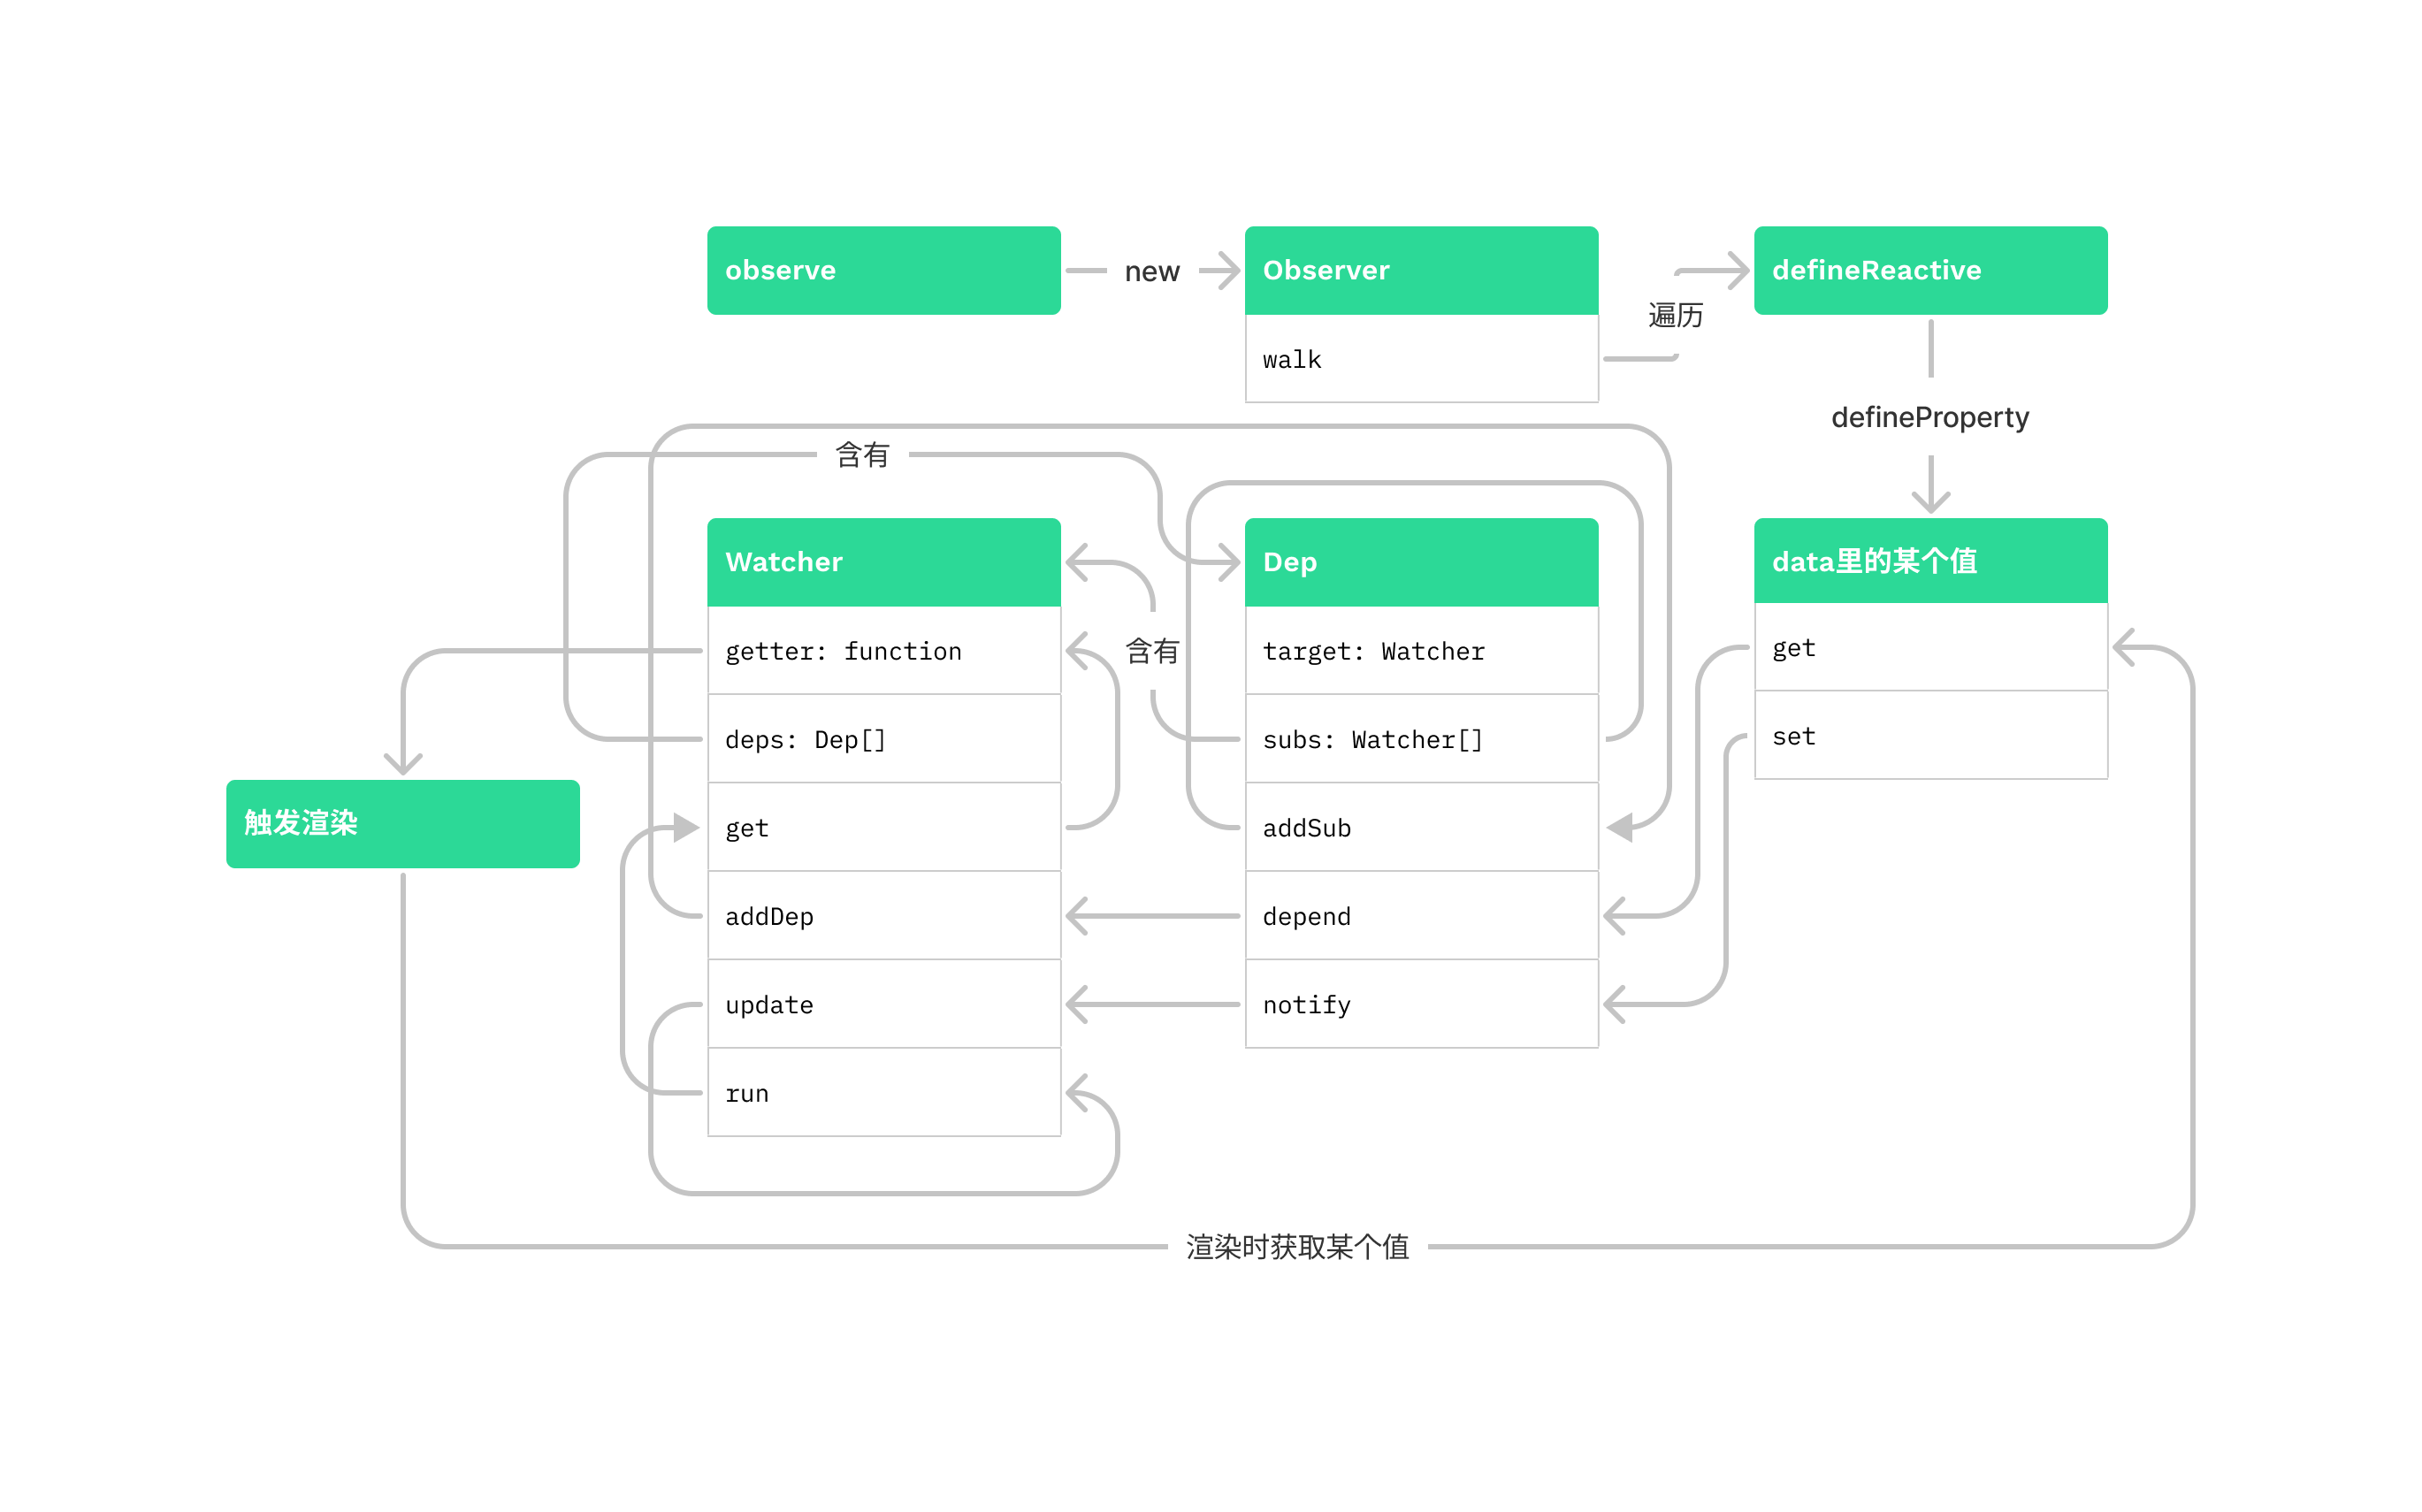 observe
new
Observer
walk
遍历
defineReactive
defineProperty
含有
Watcher
getter: function
deps: Dep[]
get
addDep
update
run
含有
Dep
target: Watcher
subs: Watcher[]
addSub
depend
notify
data里的某个值
get
set
触发渲染
渲染时获取某个值